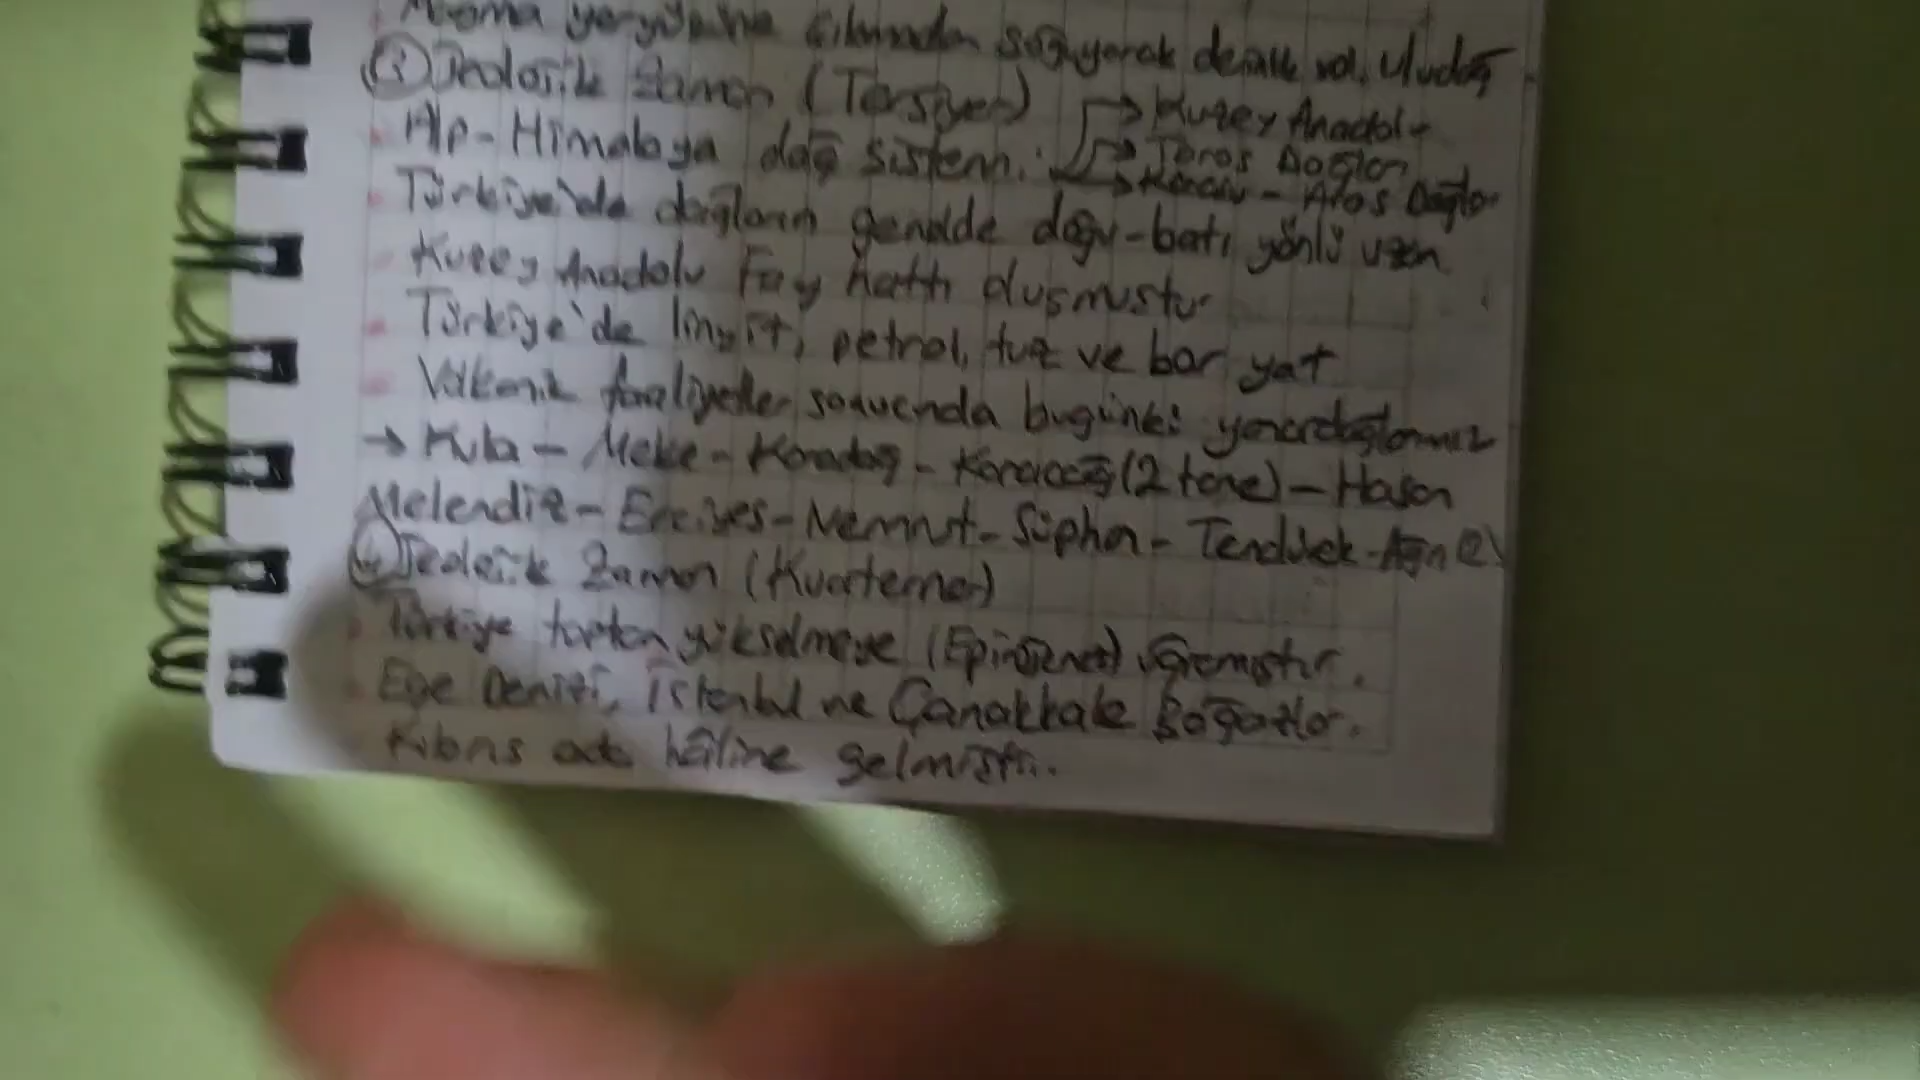 Magma yeryüzüne çıkmadan soğuyarak derinlik vol. Uludağ
③ Jeolojik Zaman (Tersiyer)
Alp-Himalaya dağ sistem. : → Kuzey Anadolu
→ Toros Dağları
→ - Aras Dağlar
Türkiye'de dağların genelde doğu-batı yönlü uzan
Kuzey Anadolu Fay Hattı oluşmuştur
Türkiye'de linyit, petrol, tuz ve bor yat
Volkanik faaliyetler sonucunda bugünkü yanardağlarımız
→ Kula - Meke - Karadağ - Karacadağ (2 tane) - Hasan
Melendiz - Erciyes - Nemrut - Süphan - Tendürek - Ağrı (2)
④ Jeolojik Zaman (Kuaterner)
Türkiye toptan yükselmeye (Epirojenez) uğramıştır.
Ege Denizi, İstanbul ve Çanakkale Boğazlar.
Kıbrıs ada hâline gelmiştir.